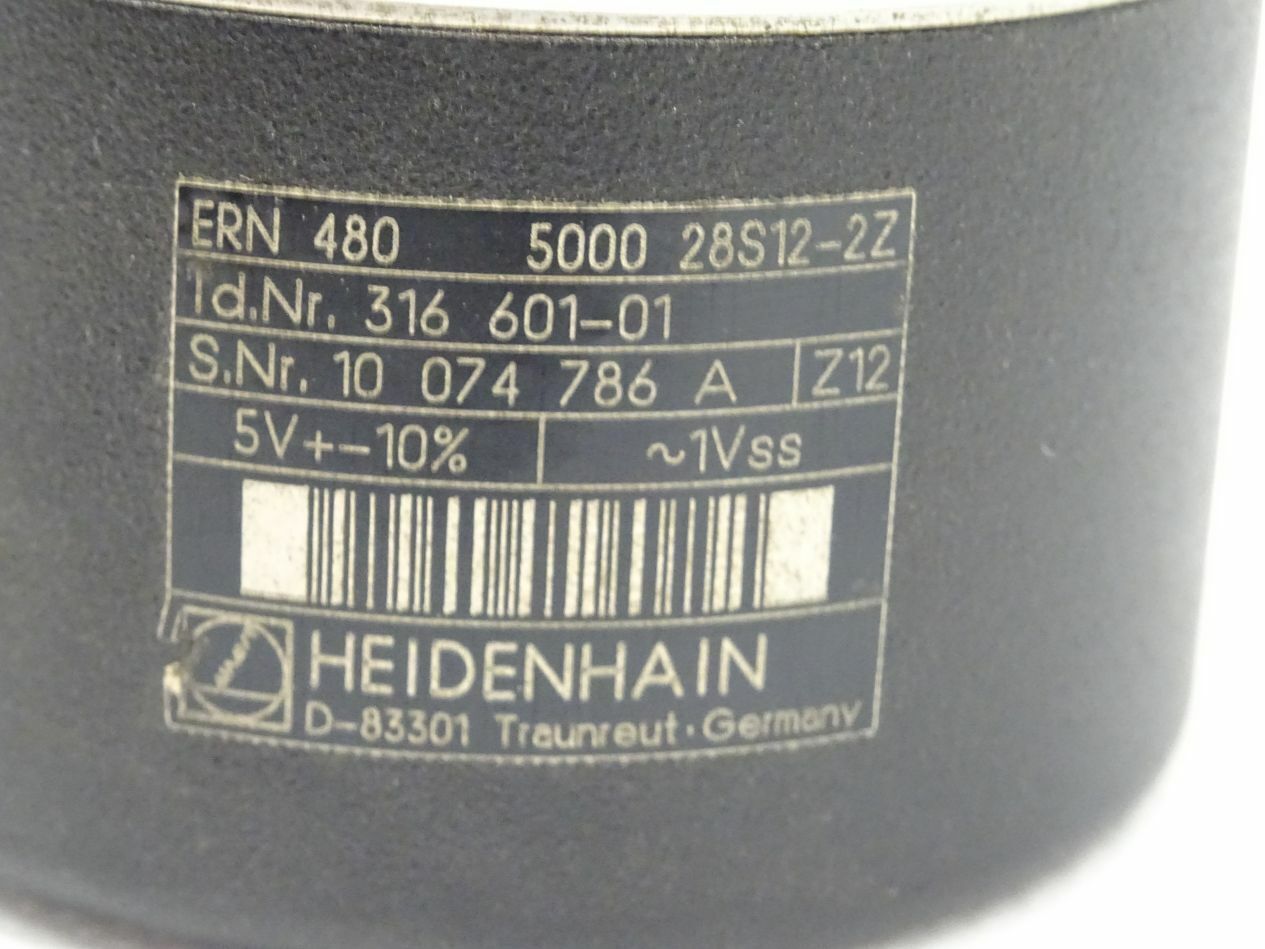 ERN 480 5000 28S12-2Z
Id.Nr. 316 601-01
S.Nr. 10 074 786 A Z12
5V+-10% ~1Vss
HEIDENHAIN
D-83301 Traunreut·Germany